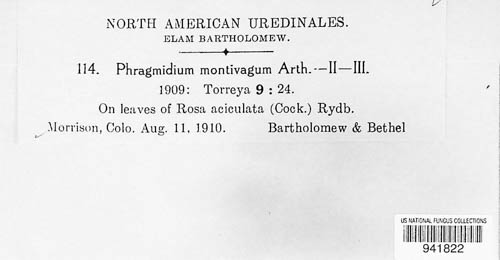 NORTH AMERICAN UREDINALES.
ELAM BARTHOLOMEW.
114. Phragmidium montivagum Arth.--II—III.
1909: Torreya 9 : 24.
On leaves of Rosa aciculata (Cock.) Rydb.
Morrison, Colo. Aug. 11, 1910. Bartholomew & Bethel
US NATIONAL FUNGUS COLLECTIONS
941822